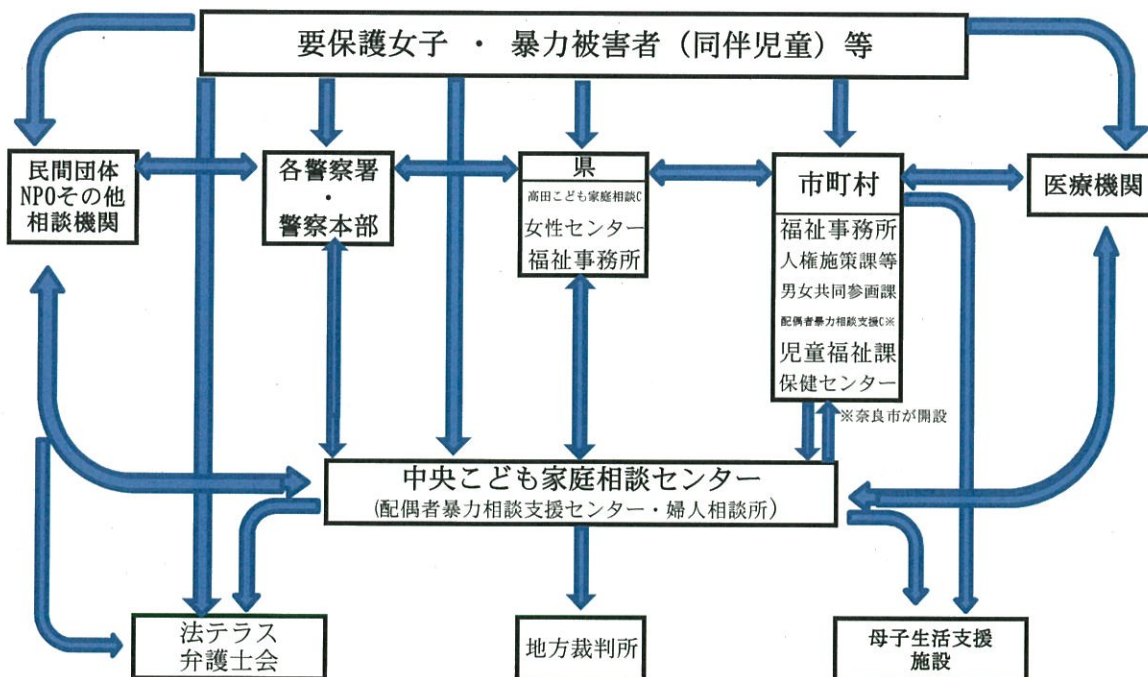 要保護女子 ・ 暴力被害者（同伴児童）等
民間団体
NPOその他
相談機関
各警察署
・
警察本部
県
高田こども家庭相談C
女性センター
福祉事務所
市町村
福祉事務所
人権施策課等
男女共同参画課
配偶者暴力相談支援C※
児童福祉課
保健センター
医療機関
※奈良市が開設
中央こども家庭相談センター
(配偶者暴力相談支援センター・婦人相談所)
法テラス
弁護士会
地方裁判所
母子生活支援
施設